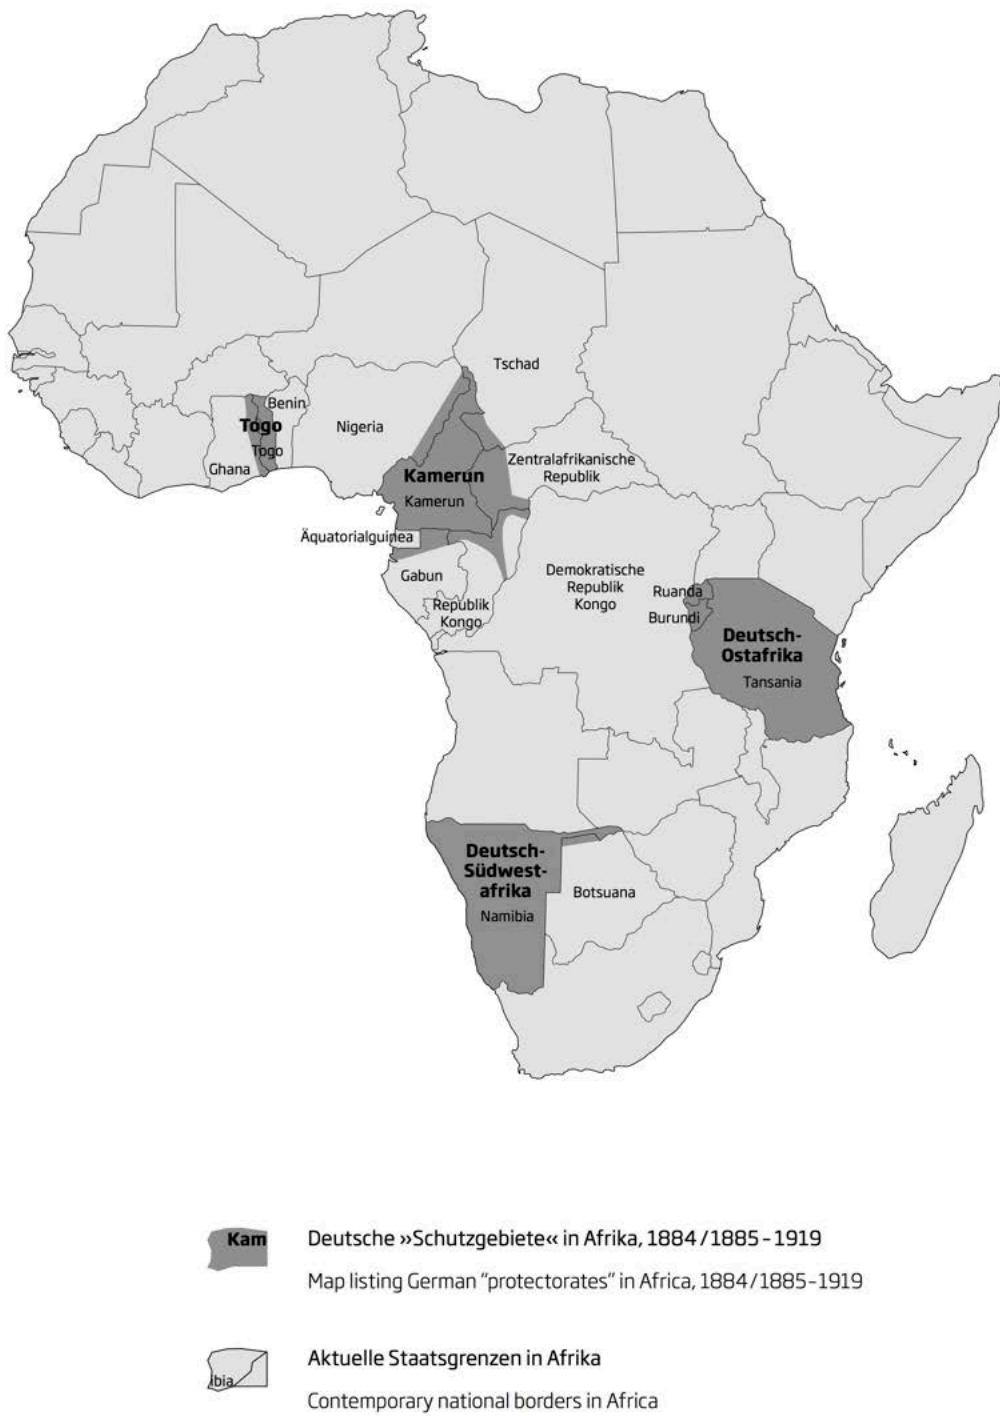 Tschad
Benin
Togo
Nigeria
Togo
Ghana
Zentralafrikanische
Republik
Kamerun
Kamerun
Äquatorialguinea
Gabun
Demokratische
Republik
Kongo
Ruanda
Republik
Kongo
Burundi
Deutsch-
Ostafrika
Tansania
Deutsch-
Südwest-
afrika
Namibia
Botsuana
Kam
Deutsche »Schutzgebiete« in Afrika, 1884/1885–1919
Map listing German “protectorates” in Africa, 1884/1885–1919
ibia
Aktuelle Staatsgrenzen in Afrika
Contemporary national borders in Africa